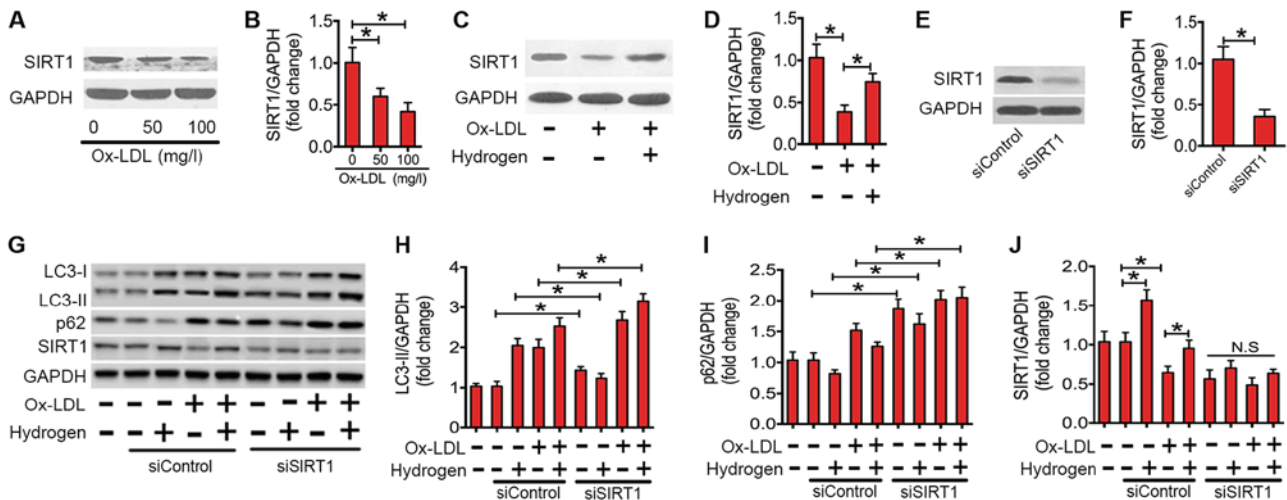 A
SIRT1
GAPDH
0 50 100
Ox-LDL (mg/l)
B
SIRT1/GAPDH
(fold change)
1.5
1.0
0.5
0.0
* *
0 50 100
Ox-LDL (mg/l)
C
SIRT1
GAPDH
Ox-LDL − + +
Hydrogen − − +
D
SIRT1/GAPDH
(fold change)
1.5
1.0
0.5
0.0
* *
Ox-LDL − + +
Hydrogen − − +
E
SIRT1
GAPDH
siControl
siSIRT1
F
SIRT1/GAPDH
(fold change)
1.5
1.0
0.5
0.0
*
siControl
siSIRT1
G
LC3-I
LC3-II
p62
SIRT1
GAPDH
Ox-LDL − − − + + − − + +
Hydrogen − − + − + − + − +
siControl siSIRT1
H
LC3-II/GAPDH
(fold change)
4
3
2
1
0
* * * *
Ox-LDL − − − + + − − + +
Hydrogen − − + − + − + − +
siControl siSIRT1
I
p62/GAPDH
(fold change)
2.5
2.0
1.5
1.0
0.5
0.0
* * * *
Ox-LDL − − − + + − − + +
Hydrogen − − + − + − + − +
siControl siSIRT1
J
SIRT1/GAPDH
(fold change)
2.0
1.5
1.0
0.5
0.0
* * *
N.S
Ox-LDL − − − + + − − + +
Hydrogen − − + − + − + − +
siControl siSIRT1